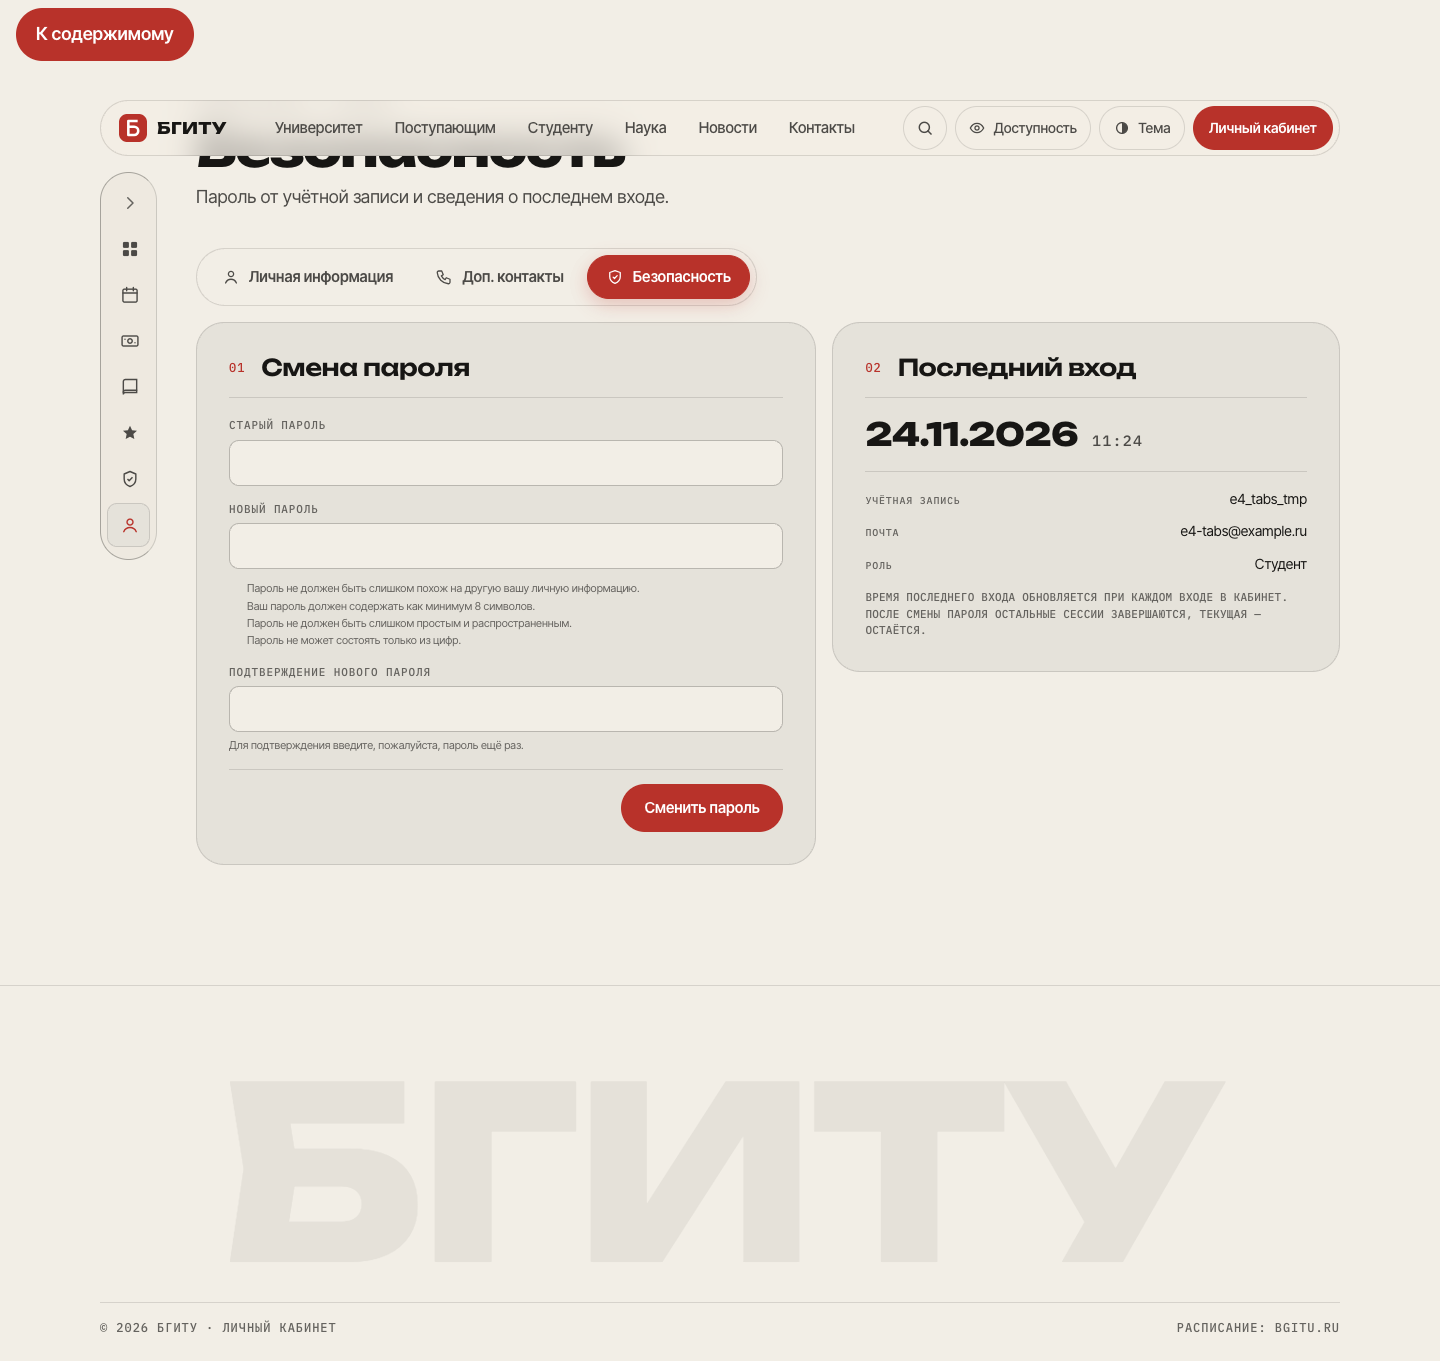 К содержимому
Б БГИТУ Университет Поступающим Студенту Наука Новости Контакты Доступность Тема Личный кабинет
Безопасность
Пароль от учётной записи и сведения о последнем входе.
Личная информация Доп. контакты Безопасность
01 Смена пароля
СТАРЫЙ ПАРОЛЬ
НОВЫЙ ПАРОЛЬ
Пароль не должен быть слишком похож на другую вашу личную информацию.
Ваш пароль должен содержать как минимум 8 символов.
Пароль не должен быть слишком простым и распространенным.
Пароль не может состоять только из цифр.
ПОДТВЕРЖДЕНИЕ НОВОГО ПАРОЛЯ
Для подтверждения введите, пожалуйста, пароль ещё раз.
Сменить пароль
02 Последний вход
24.11.2026 11:24
УЧЁТНАЯ ЗАПИСЬ e4_tabs_tmp
ПОЧТА e4-tabs@example.ru
РОЛЬ Студент
ВРЕМЯ ПОСЛЕДНЕГО ВХОДА ОБНОВЛЯЕТСЯ ПРИ КАЖДОМ ВХОДЕ В КАБИНЕТ.
ПОСЛЕ СМЕНЫ ПАРОЛЯ ОСТАЛЬНЫЕ СЕССИИ ЗАВЕРШАЮТСЯ, ТЕКУЩАЯ —
ОСТАЁТСЯ.
БГИТУ
© 2026 БГИТУ · ЛИЧНЫЙ КАБИНЕТ РАСПИСАНИЕ: BGITU.RU